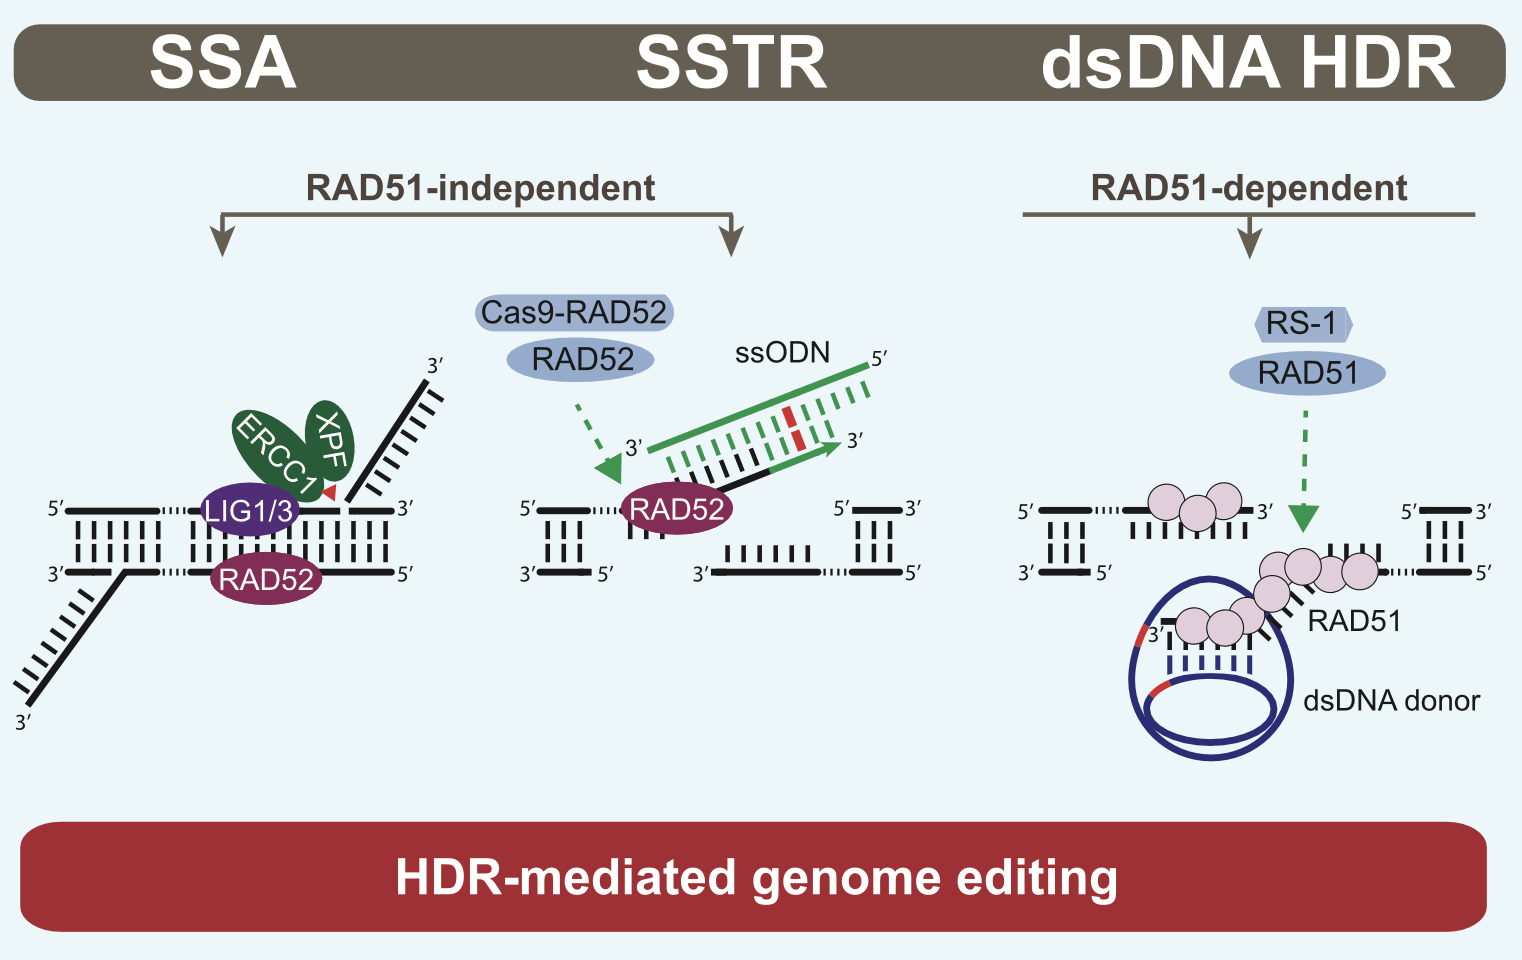 SSA
SSTR
dsDNA HDR
RAD51-independent
RAD51-dependent
ERCC1
XPF
LIG1/3
RAD52
3′
5′
3′
3′
5′
3′
Cas9-RAD52
RAD52
ssODN
5′
3′
3′
5′
RAD52
5′
3′
3′
5′
3′
5′
RS-1
RAD51
5′
3′
5′
3′
3′
5′
5′
3′
RAD51
dsDNA donor
HDR-mediated genome editing